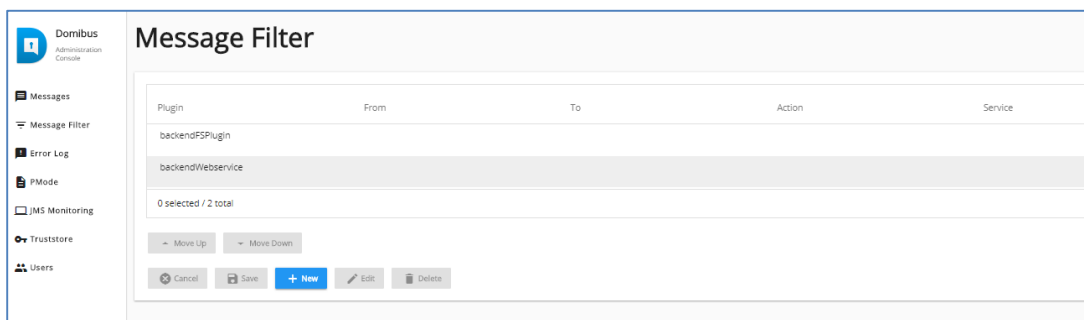 Domibus
Administration
Console
Messages
Message Filter
Error Log
PMode
JMS Monitoring
Truststore
Users
Message Filter
Plugin From To Action Service
backendFSPlugin
backendWebservice
0 selected / 2 total
Move Up Move Down
Cancel Save + New Edit Delete